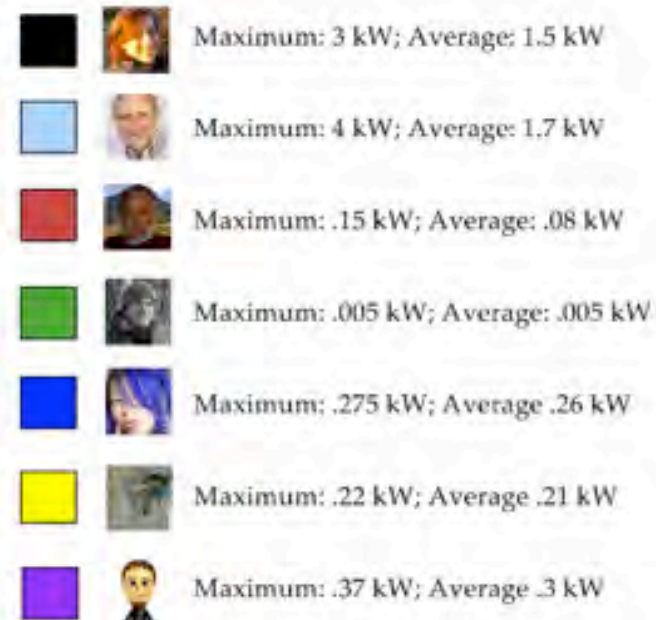 Maximum: 3 kW; Average: 1.5 kW
Maximum: 4 kW; Average: 1.7 kW
Maximum: .15 kW; Average: .08 kW
Maximum: .005 kW; Average: .005 kW
Maximum: .275 kW; Average .26 kW
Maximum: .22 kW; Average .21 kW
Maximum: .37 kW; Average .3 kW